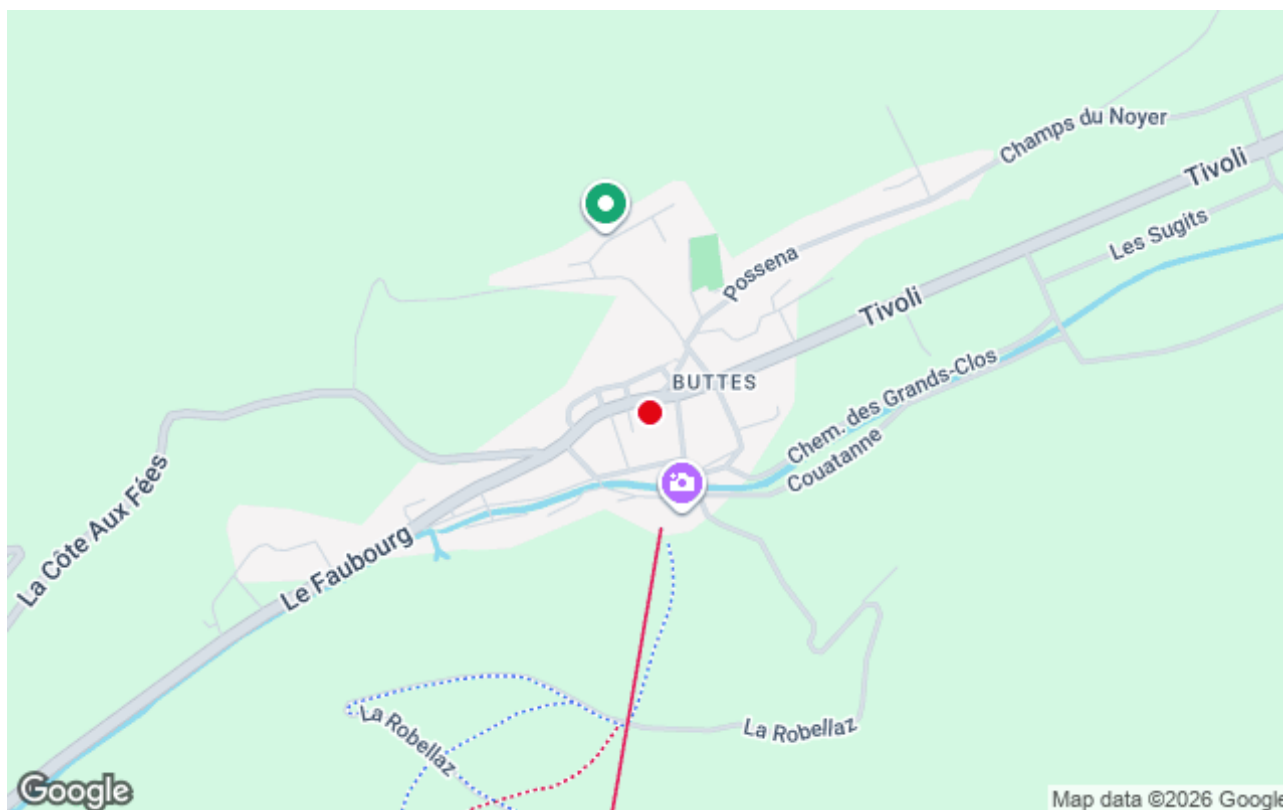 Champs du Noyer
Tivoli
Les Sugits
Possena
Tivoli
BUTTES
Chem. des Grands-Clos
Couatanne
La Côte Aux Fées
Le Faubourg
La Robellaz
La Robellaz
Google
Map data ©2026 Google